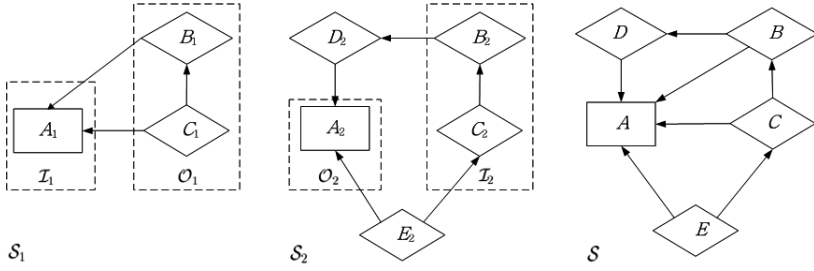 B₁
A₁
C₁
𝓘₁
𝓞₁
𝓢₁
D₂
B₂
A₂
C₂
𝓞₂
𝓘₂
E₂
𝓢₂
D
B
A
C
E
𝓢